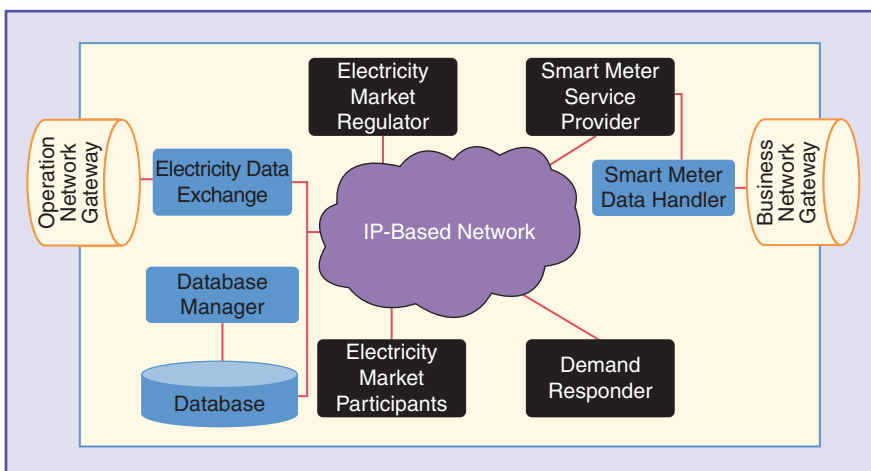 Operation
Network
Gateway
Electricity Data
Exchange
Database
Manager
Database
Electricity
Market
Regulator
IP-Based Network
Electricity
Market
Participants
Smart Meter
Service
Provider
Smart Meter
Data Handler
Demand
Responder
Business
Network
Gateway